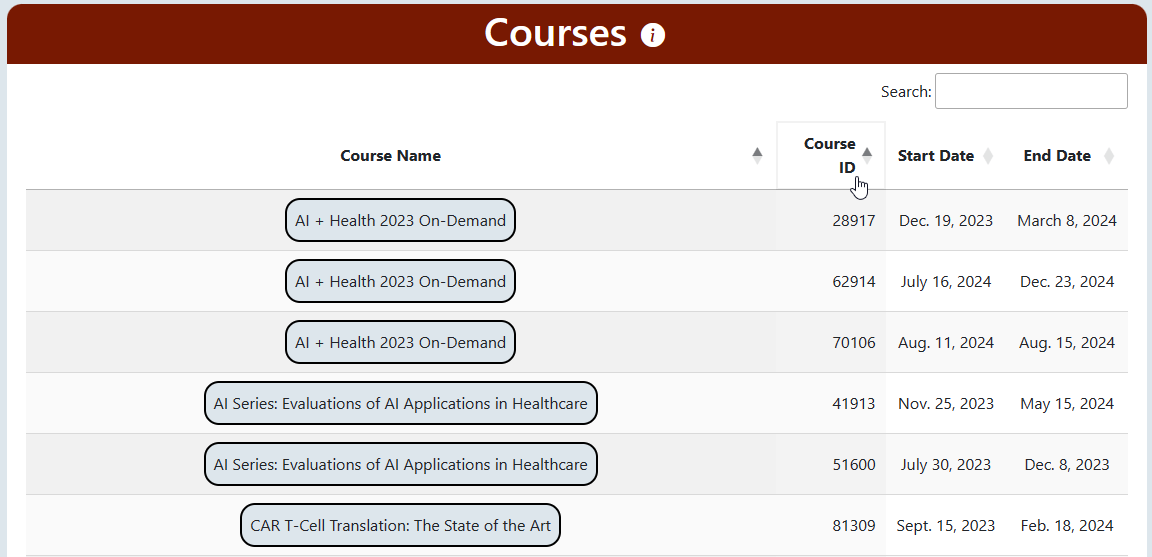 Courses i
Search:
Course Name Course ID Start Date End Date
AI + Health 2023 On-Demand 28917 Dec. 19, 2023 March 8, 2024
AI + Health 2023 On-Demand 62914 July 16, 2024 Dec. 23, 2024
AI + Health 2023 On-Demand 70106 Aug. 11, 2024 Aug. 15, 2024
AI Series: Evaluations of AI Applications in Healthcare 41913 Nov. 25, 2023 May 15, 2024
AI Series: Evaluations of AI Applications in Healthcare 51600 July 30, 2023 Dec. 8, 2023
CAR T-Cell Translation: The State of the Art 81309 Sept. 15, 2023 Feb. 18, 2024